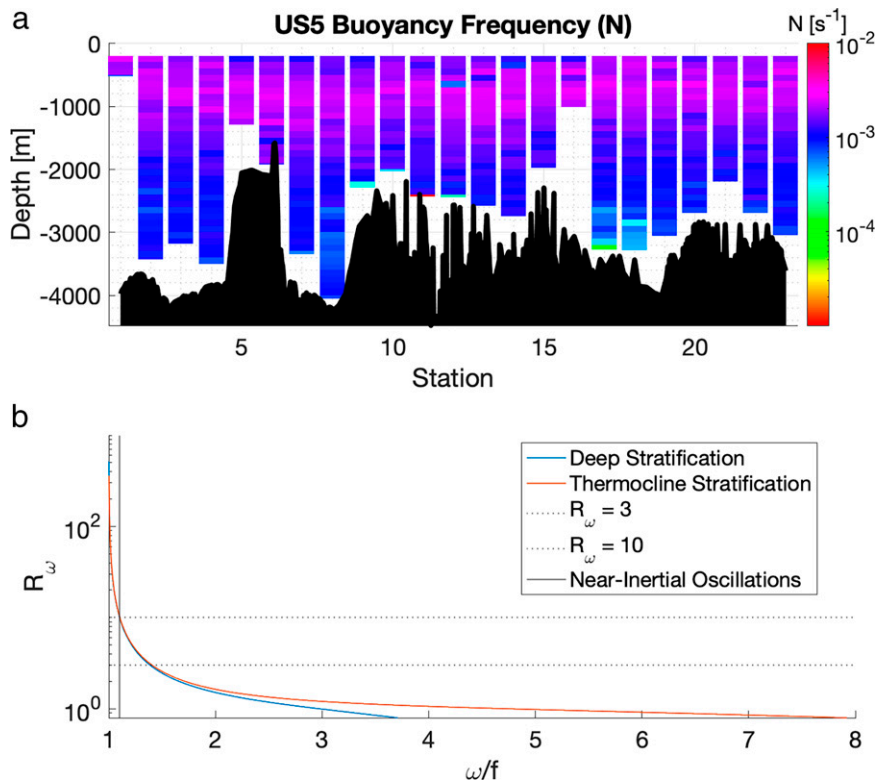 a
US5 Buoyancy Frequency (N)
N [s⁻¹]
0
-1000
-2000
-3000
-4000
Depth [m]
5
10
15
20
Station
10⁻²
10⁻³
10⁻⁴
b
Deep Stratification
Thermocline Stratification
R_ω = 3
R_ω = 10
Near-Inertial Oscillations
10²
10⁰
R_ω
1
2
3
4
5
6
7
8
ω/f